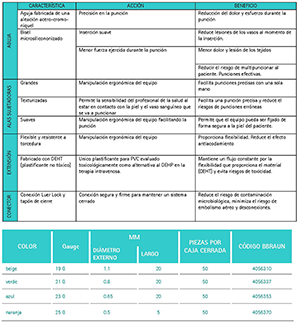 CARACTERÍSTICA ACCIÓN BENEFICIO
AGUJA
Aguja fabricada de una aleación acero-cromo-niquel
Precisión en la punción
Reducción del dolor y esfuerzo durante la punción
Bisel microsiliconizado
Inserción suave
Reduce lesiones de los vasos al momento de la inserción.
Menor fuerza ejercida durante la punción
Menor dolor y lesión de los tejidos
Reduce el riesgo de multipuncionar al paciente. Punciones efectivas.
ALAS SUJETADORAS
Grandes
Manipulación ergonómica del equipo
Facilita punciones precisas con una sola mano
Texturizadas
Permite la sensibilidad del profesional de la salud al estar en contacto con la piel y el vaso sanguíneo que se va a puncionar
Facilita una punción precisa y reduce el riesgo de punciones erróneas
Suaves
Manipulación ergonómica del equipo facilitando la punción
Permite que el equipo pueda ser fijado de forma segura a la piel del paciente.
EXTENSIÓN
Flexible y resistente a torcedura
Manipulación ergonómica del equipo
Proporciona flexibilidad. Reduce el efecto antiacodamiento
Fabricado con DEHT (plastificante no tóxico)
Único plastificante para PVC evaluado toxicológicamente como alternativa al DEHP en la terapia intravenosa.
Mantiene un flujo constante por la flexibilidad que proporciona el material (DEHT) y evita riesgos de toxicidad.
CONECTOR
Conexión Luer Lock y tapón de cierre
Conexión segura y firme para mantener un sistema cerrado
Reduce el riesgo de contaminación microbiológica, minimiza el riesgo de embolismo aéreo y desconexiones.
MM
COLOR Gauge DIÁMETRO EXTERNO LARGO PIEZAS POR CAJA CERRADA CÓDIGO BBRAUN
beige 19 G 1.1 20 50 4056310
verde 21 G 0.8 20 50 4056337
azul 23 G 0.65 20 50 4056353
naranja 25 G 0.5 5 50 4056370